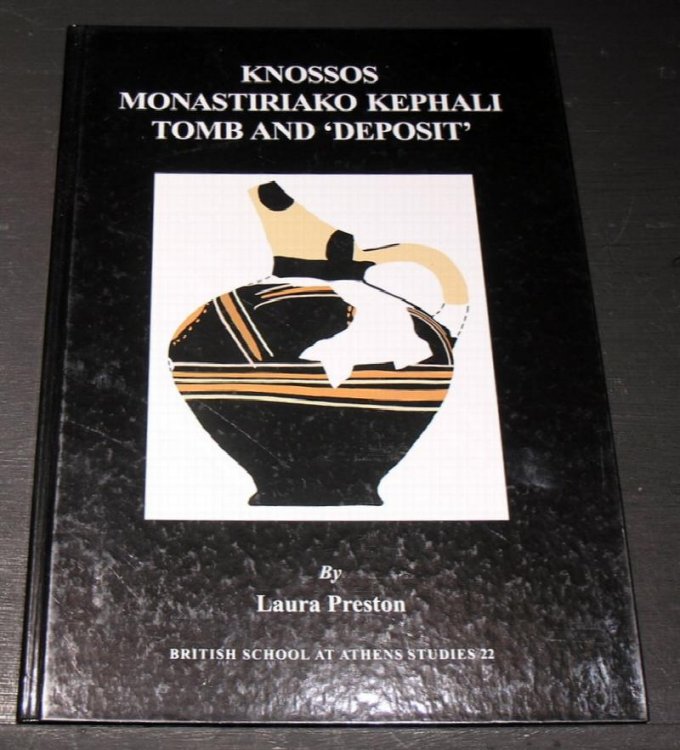 KNOSSOS
MONASTIRIAKO KEPHALI
TOMB AND ‘DEPOSIT’
By
Laura Preston
BRITISH SCHOOL AT ATHENS STUDIES 22